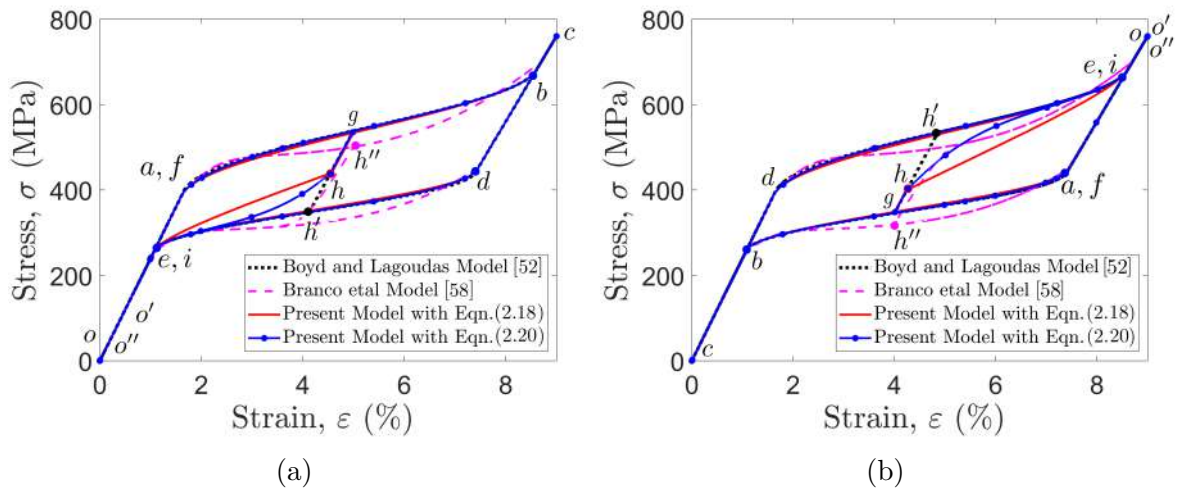 800
600
400
200
0
0 2 4 6 8
Stress, σ (MPa)
Strain, ε (%)
c
b
g
a, f
h''
h
d
h'
e, i
o'
o
o''
Boyd and Lagoudas Model [52]
Branco etal Model [58]
Present Model with Eqn.(2.18)
Present Model with Eqn.(2.20)
(a)
800
600
400
200
0
0 2 4 6 8
Stress, σ (MPa)
Strain, ε (%)
o o'
o''
e, i
h'
d
h
a, f
g
h''
b
c
Boyd and Lagoudas Model [52]
Branco etal Model [58]
Present Model with Eqn.(2.18)
Present Model with Eqn.(2.20)
(b)